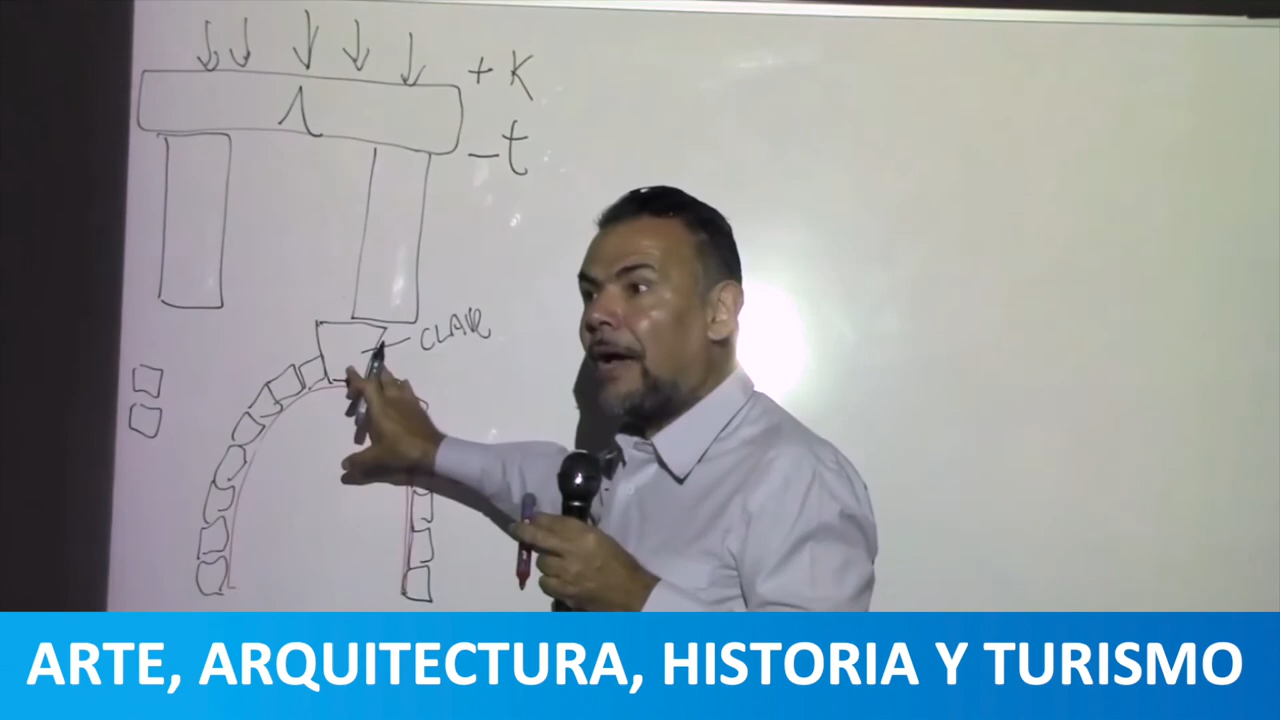 + K
- t
CLAVE
ARTE, ARQUITECTURA, HISTORIA Y TURISMO